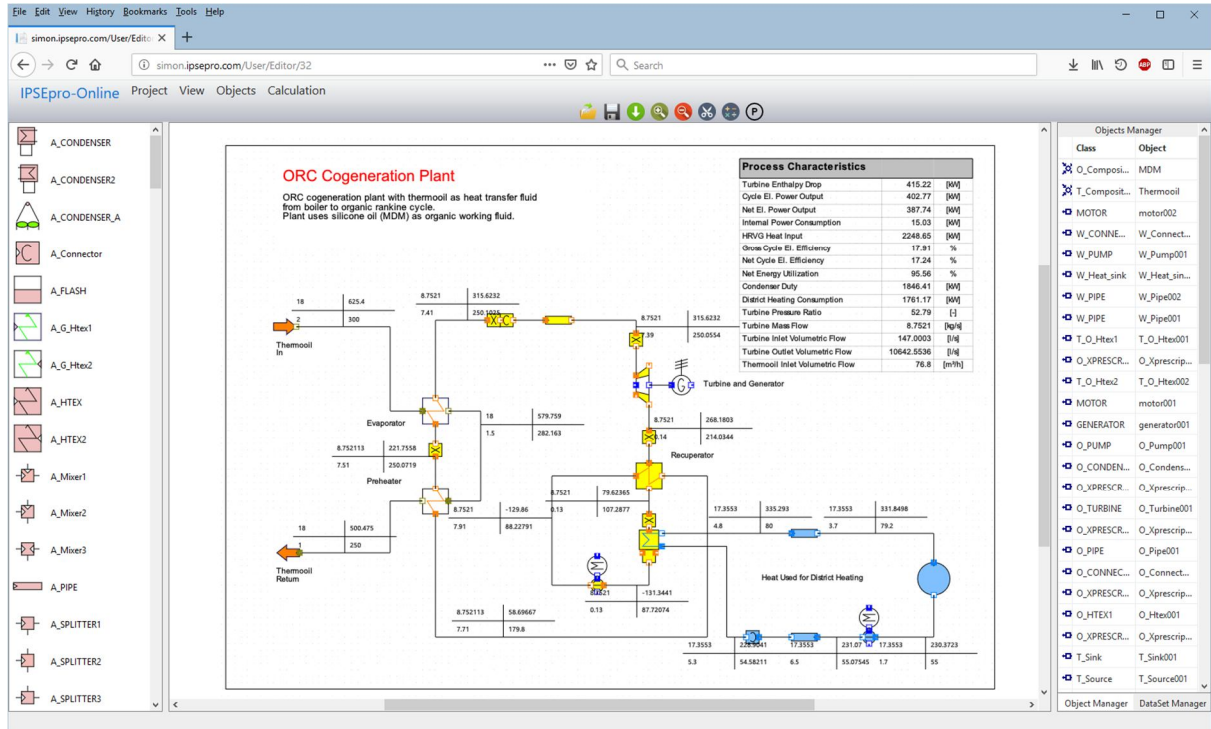 File Edit View History Bookmarks Tools Help
simon.ipsepro.com/User/Edito
simon.ipsepro.com/User/Editor/32
Search
ABP
IPSEpro-Online Project View Objects Calculation
P
A_CONDENSER
A_CONDENSER2
A_CONDENSER_A
A_Connector
A_FLASH
A_G_Htex1
A_G_Htex2
A_HTEX
A_HTEX2
A_Mixer1
A_Mixer2
A_Mixer3
A_PIPE
A_SPLITTER1
A_SPLITTER2
A_SPLITTER3
ORC Cogeneration Plant
ORC cogeneration plant with thermooil as heat transfer fluid
from boiler to organic rankine cycle.
Plant uses silicone oil (MDM) as organic working fluid.
Process Characteristics
Turbine Enthalpy Drop 415.22 [kW]
Cycle El. Power Output 402.77 [kW]
Net El. Power Output 387.74 [kW]
Internal Power Consumption 15.03 [kW]
HRVG Heat Input 2248.65 [kW]
Gross Cycle El. Efficiency 17.91 %
Net Cycle El. Efficiency 17.24 %
Net Energy Utilization 95.56 %
Condenser Duty 1846.41 [kW]
District Heating Consumption 1761.17 [kW]
Turbine Pressure Ratio 52.79 [-]
Turbine Mass Flow 8.7521 [kg/s]
Turbine Inlet Volumetric Flow 147.0003 [l/s]
Turbine Outlet Volumetric Flow 10642.5536 [l/s]
Thermooil Inlet Volumetric Flow 76.8 [m³/h]
18 625.4
2 300
Thermooil
In
8.7521 315.6232
7.41 250.1025
X C
8.7521 315.6232
7.39 250.0554
G
Turbine and Generator
Evaporator
18 579.759
1.5 282.163
8.7521 268.1803
0.14 214.0344
Recuperator
8.752113 221.7558
7.51 250.0719
Preheater
8.7521 79.62365
0.13 107.2877
8.7521 -129.86
7.91 88.22791
18 500.475
1 250
Thermooil
Return
17.3553 335.293
4.8 80
17.3553 331.8498
3.7 79.2
M
Heat Used for District Heating
-131.3441
0.13 87.72074
8.752113 58.69667
7.71 179.8
M
17.3553 228.9041 17.3553 231.07 17.3553 230.3723
5.3 54.58211 6.5 55.07545 1.7 55
Objects Manager
Class Object
O_Composi... MDM
T_Composit... Thermooil
MOTOR motor002
W_CONNE... W_Connect...
W_PUMP W_Pump001
W_Heat_sink W_Heat_sin...
W_PIPE W_Pipe002
W_PIPE W_Pipe001
T_O_Htex1 T_O_Htex001
O_XPRESCR... O_Xprescrip...
T_O_Htex2 T_O_Htex002
MOTOR motor001
GENERATOR generator001
O_PUMP O_Pump001
O_CONDEN... O_Condens...
O_XPRESCR... O_Xprescrip...
O_TURBINE O_Turbine001
O_XPRESCR... O_Xprescrip...
O_PIPE O_Pipe001
O_CONNEC... O_Connect...
O_XPRESCR... O_Xprescrip...
O_HTEX1 O_Htex001
O_XPRESCR... O_Xprescrip...
T_Sink T_Sink001
T_Source T_Source001
Object Manager DataSet Manager